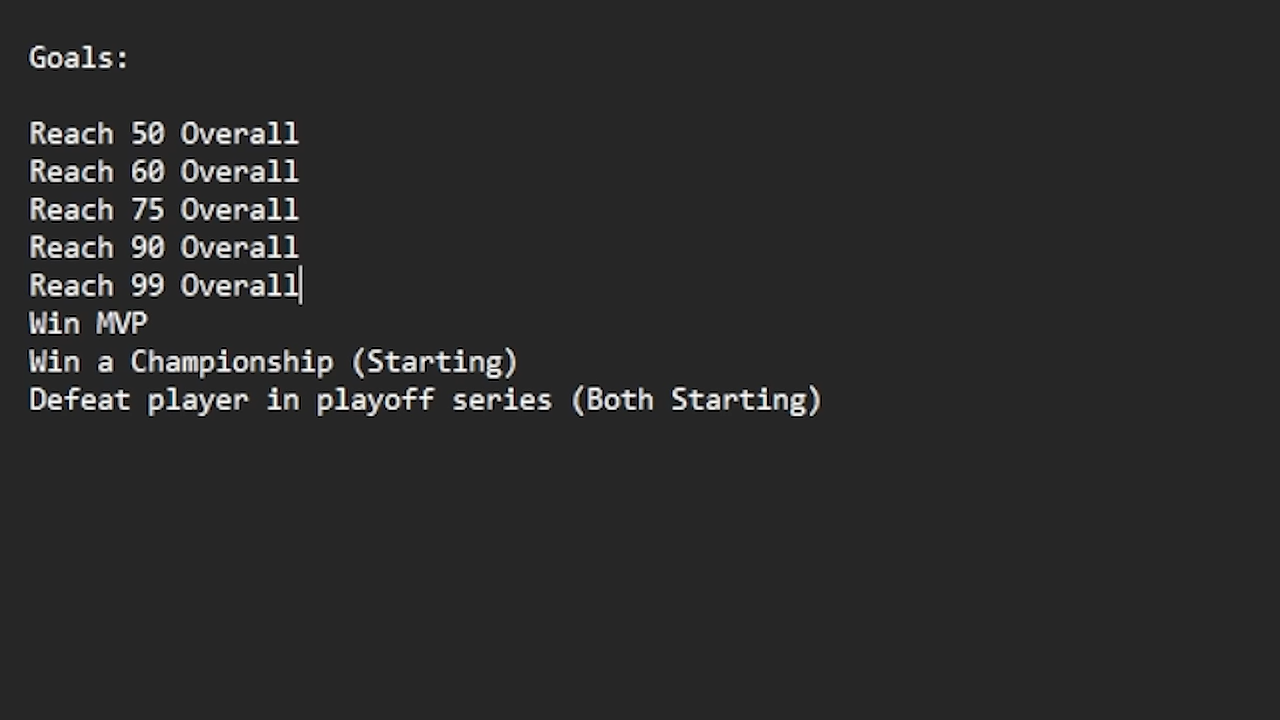 Goals:
Reach 50 Overall
Reach 60 Overall
Reach 75 Overall
Reach 90 Overall
Reach 99 Overall
Win MVP
Win a Championship (Starting)
Defeat player in playoff series (Both Starting)